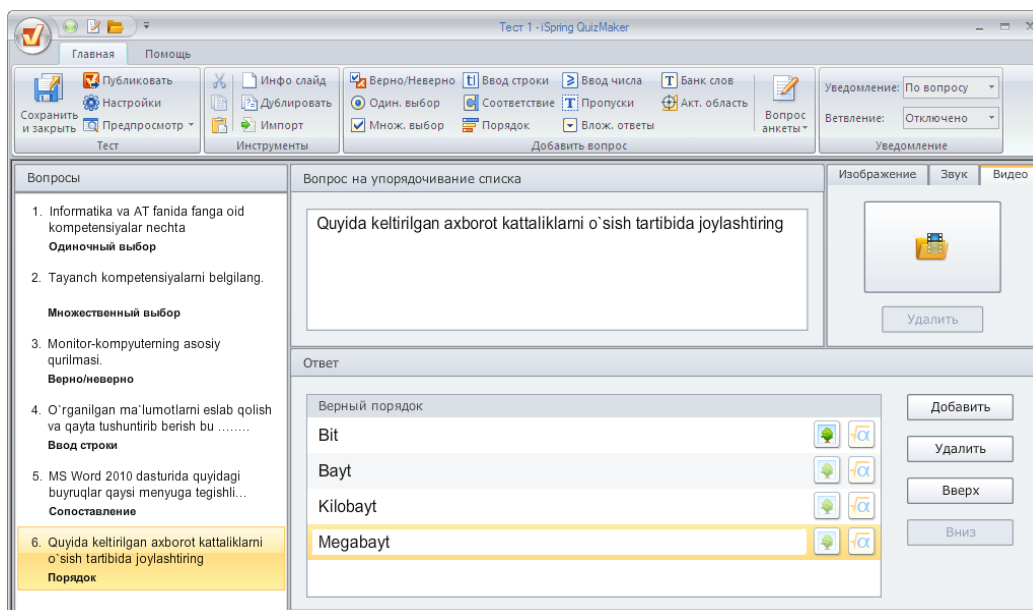 Тест 1 - iSpring QuizMaker
Главная Помощь
Сохранить и закрыть
Публиковать
Настройки
Предпросмотр
Тест
Инфо слайд
Дублировать
Импорт
Инструменты
Верно/Неверно Ввод строки Ввод числа Банк слов
Один. выбор Соответствие Пропуски Акт. область
Множ. выбор Порядок Влож. ответы
Вопрос анкеты
Добавить вопрос
Уведомление: По вопросу
Ветвление: Отключено
Уведомление
Вопросы
1. Informatika va AT fanida fanga oid
kompetensiyalar nechta
Одиночный выбор
2. Tayanch kompetensiyalarni belgilang.
Множественный выбор
3. Monitor-kompyuterning asosiy
qurilmasi.
Верно/неверно
4. O`rganilgan ma`lumotlarni eslab qolish
va qayta tushuntirib berish bu ........
Ввод строки
5. MS Word 2010 dasturida quyidagi
buyruqlar qaysi menyuga tegishli...
Сопоставление
6. Quyida keltirilgan axborot kattaliklarni
o`sish tartibida joylashtiring
Порядок
Вопрос на упорядочивание списка
Quyida keltirilgan axborot kattaliklarni o`sish tartibida joylashtiring
Изображение Звук Видео
Удалить
Ответ
Верный порядок
Bit
Bayt
Kilobayt
Megabayt
Добавить
Удалить
Вверх
Вниз